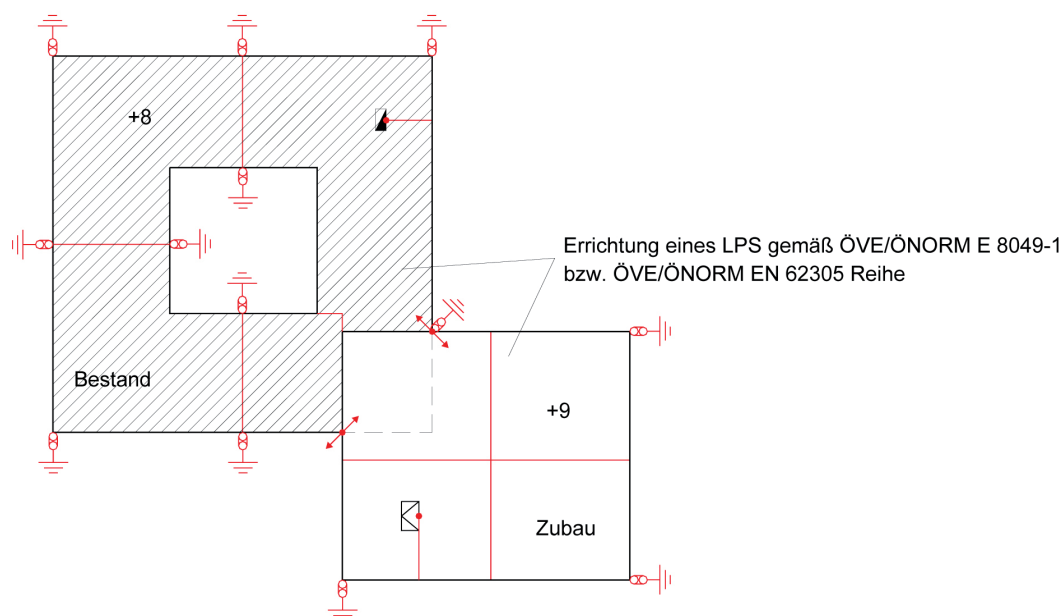 +8
Errichtung eines LPS gemäß ÖVE/ÖNORM E 8049-1
bzw. ÖVE/ÖNORM EN 62305 Reihe
Bestand
+9
Zubau